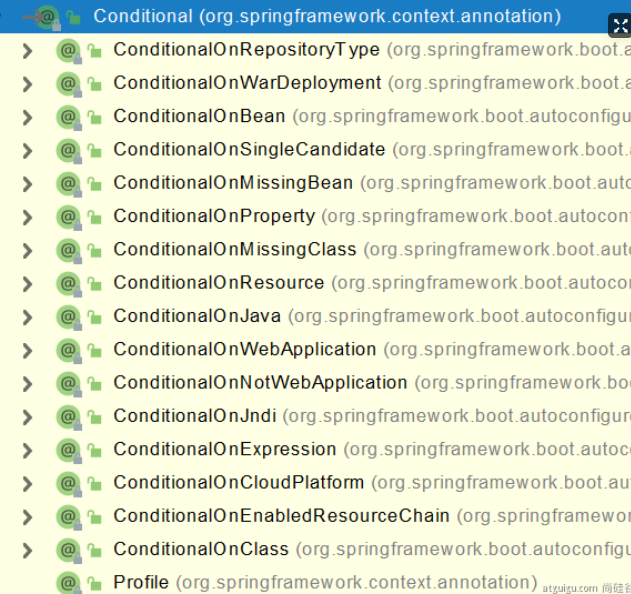 Conditional (org.springframework.context.annotation)
ConditionalOnRepositoryType (org.springframework.boot.a
ConditionalOnWarDeployment (org.springframework.boot.a
ConditionalOnBean (org.springframework.boot.autoconfigu
ConditionalOnSingleCandidate (org.springframework.boot.
ConditionalOnMissingBean (org.springframework.boot.auto
ConditionalOnProperty (org.springframework.boot.autocon
ConditionalOnMissingClass (org.springframework.boot.aut
ConditionalOnResource (org.springframework.boot.autoco
ConditionalOnJava (org.springframework.boot.autoconfigu
ConditionalOnWebApplication (org.springframework.boot.a
ConditionalOnNotWebApplication (org.springframework.bo
ConditionalOnJndi (org.springframework.boot.autoconfigur
ConditionalOnExpression (org.springframework.boot.autoc
ConditionalOnCloudPlatform (org.springframework.boot.au
ConditionalOnEnabledResourceChain (org.springframewor
ConditionalOnClass (org.springframework.boot.autoconfigu
Profile (org.springframework.context.annotation)
atguigu.com 尚硅谷